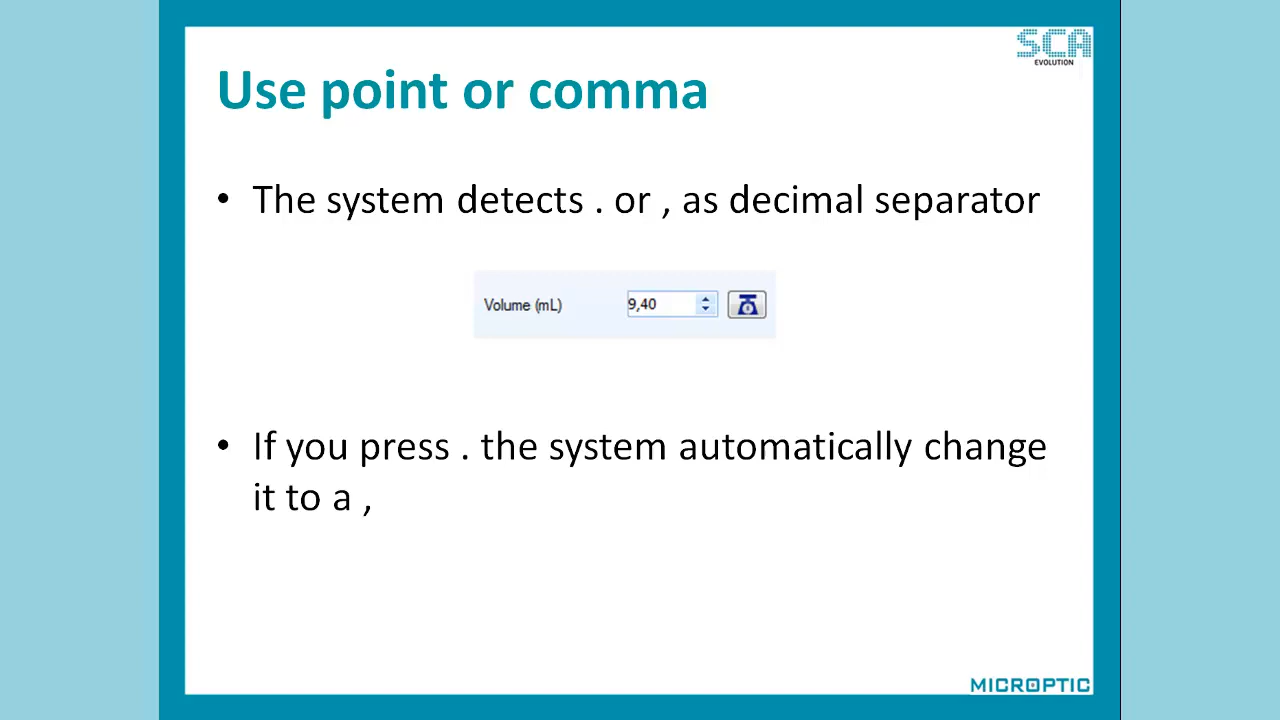 SCA
EVOLUTION
Use point or comma
• The system detects . or , as decimal separator
Volume (mL) 9,40
• If you press . the system automatically change
it to a ,
MICROPTIC